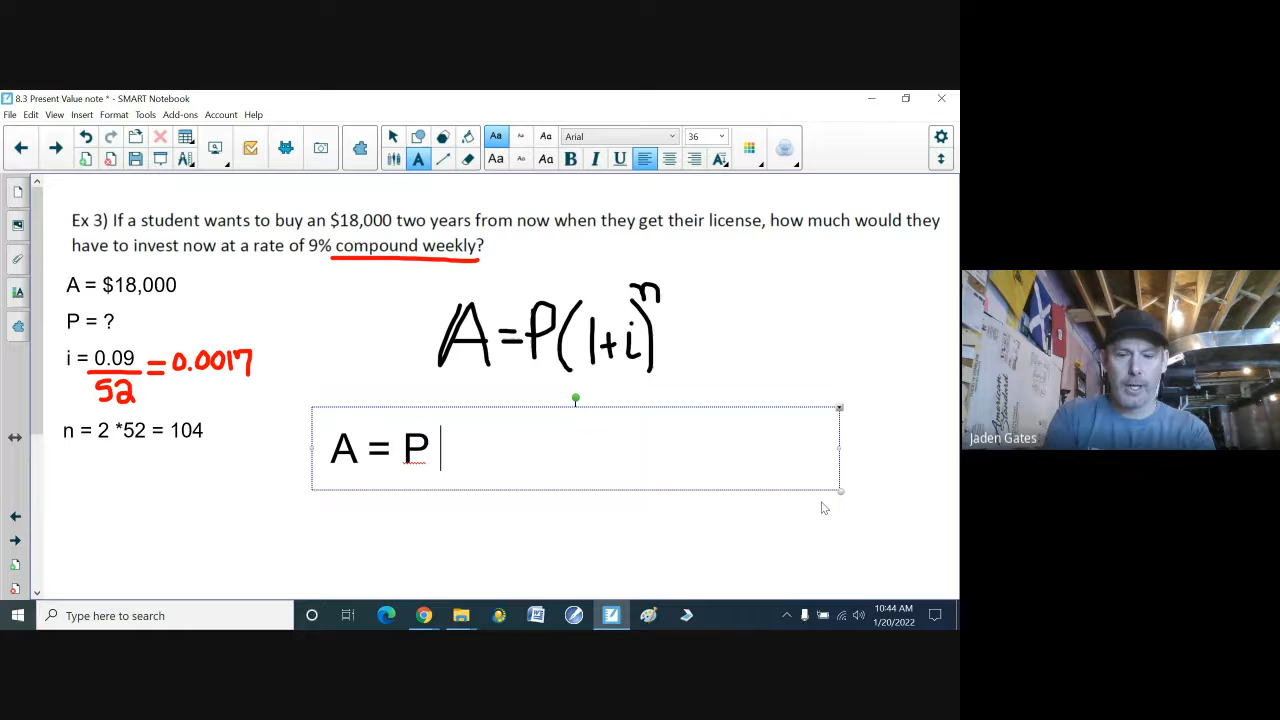 8.3 Present Value note * - SMART Notebook
File Edit View Insert Format Tools Add-ons Account Help
Arial 36
Ex 3) If a student wants to buy an $18,000 two years from now when they get their license, how much would they
have to invest now at a rate of 9% compound weekly?
A = $18,000
P = ?
i = 0.09 = 0.0017
52
n = 2 *52 = 104
A=P(1+i)^n
A = P
American Standard
Jaden Gates
Type here to search
10:44 AM
1/20/2022